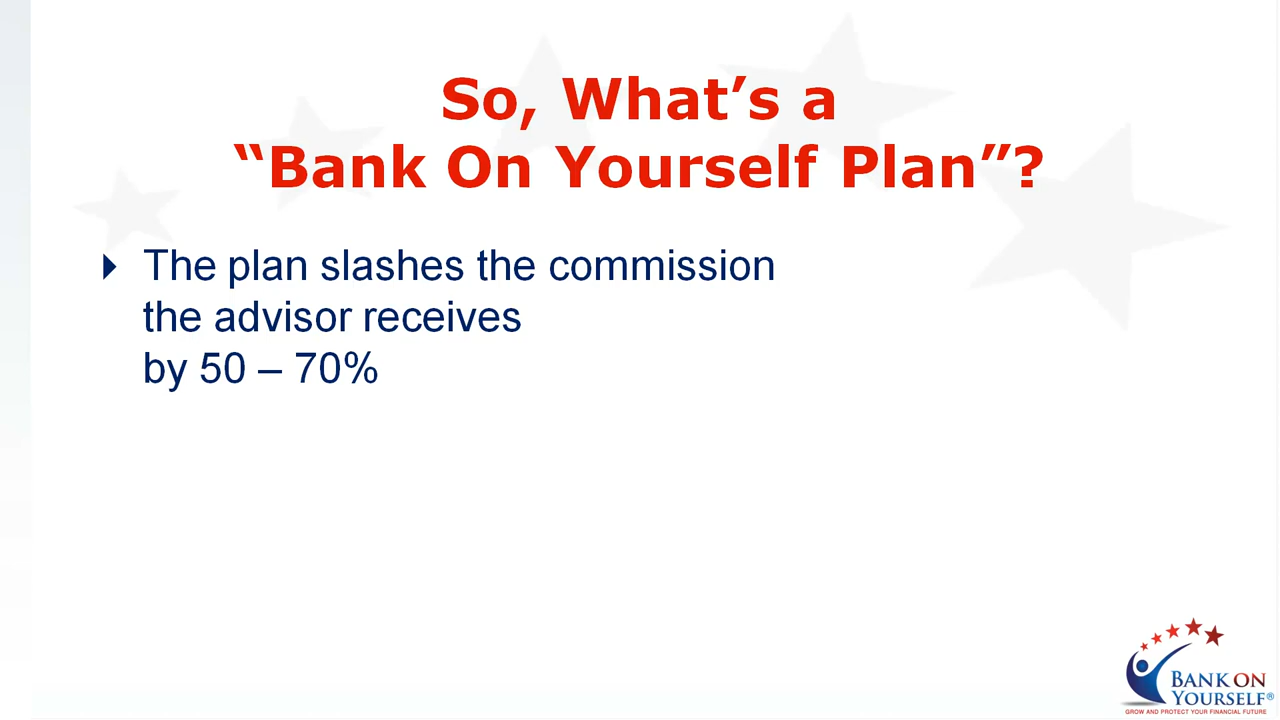 So, What’s a
“Bank On Yourself Plan”?
The plan slashes the commission
the advisor receives
by 50 – 70%
BANK ON
YOURSELF®
GROW AND PROTECT YOUR FINANCIAL FUTURE